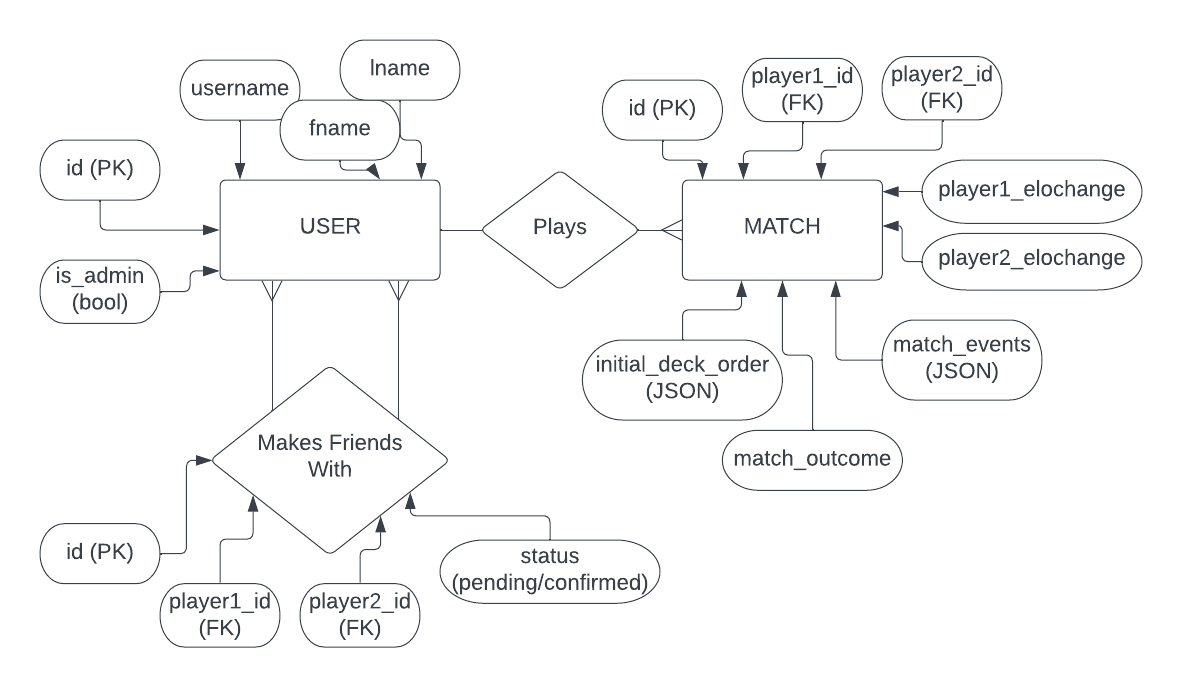 lname
username
fname
id (PK)
USER
is_admin
(bool)
Plays
id (PK)
player1_id
(FK)
player2_id
(FK)
MATCH
player1_elochange
player2_elochange
initial_deck_order
(JSON)
match_events
(JSON)
match_outcome
Makes Friends
With
id (PK)
player1_id
(FK)
player2_id
(FK)
status
(pending/confirmed)